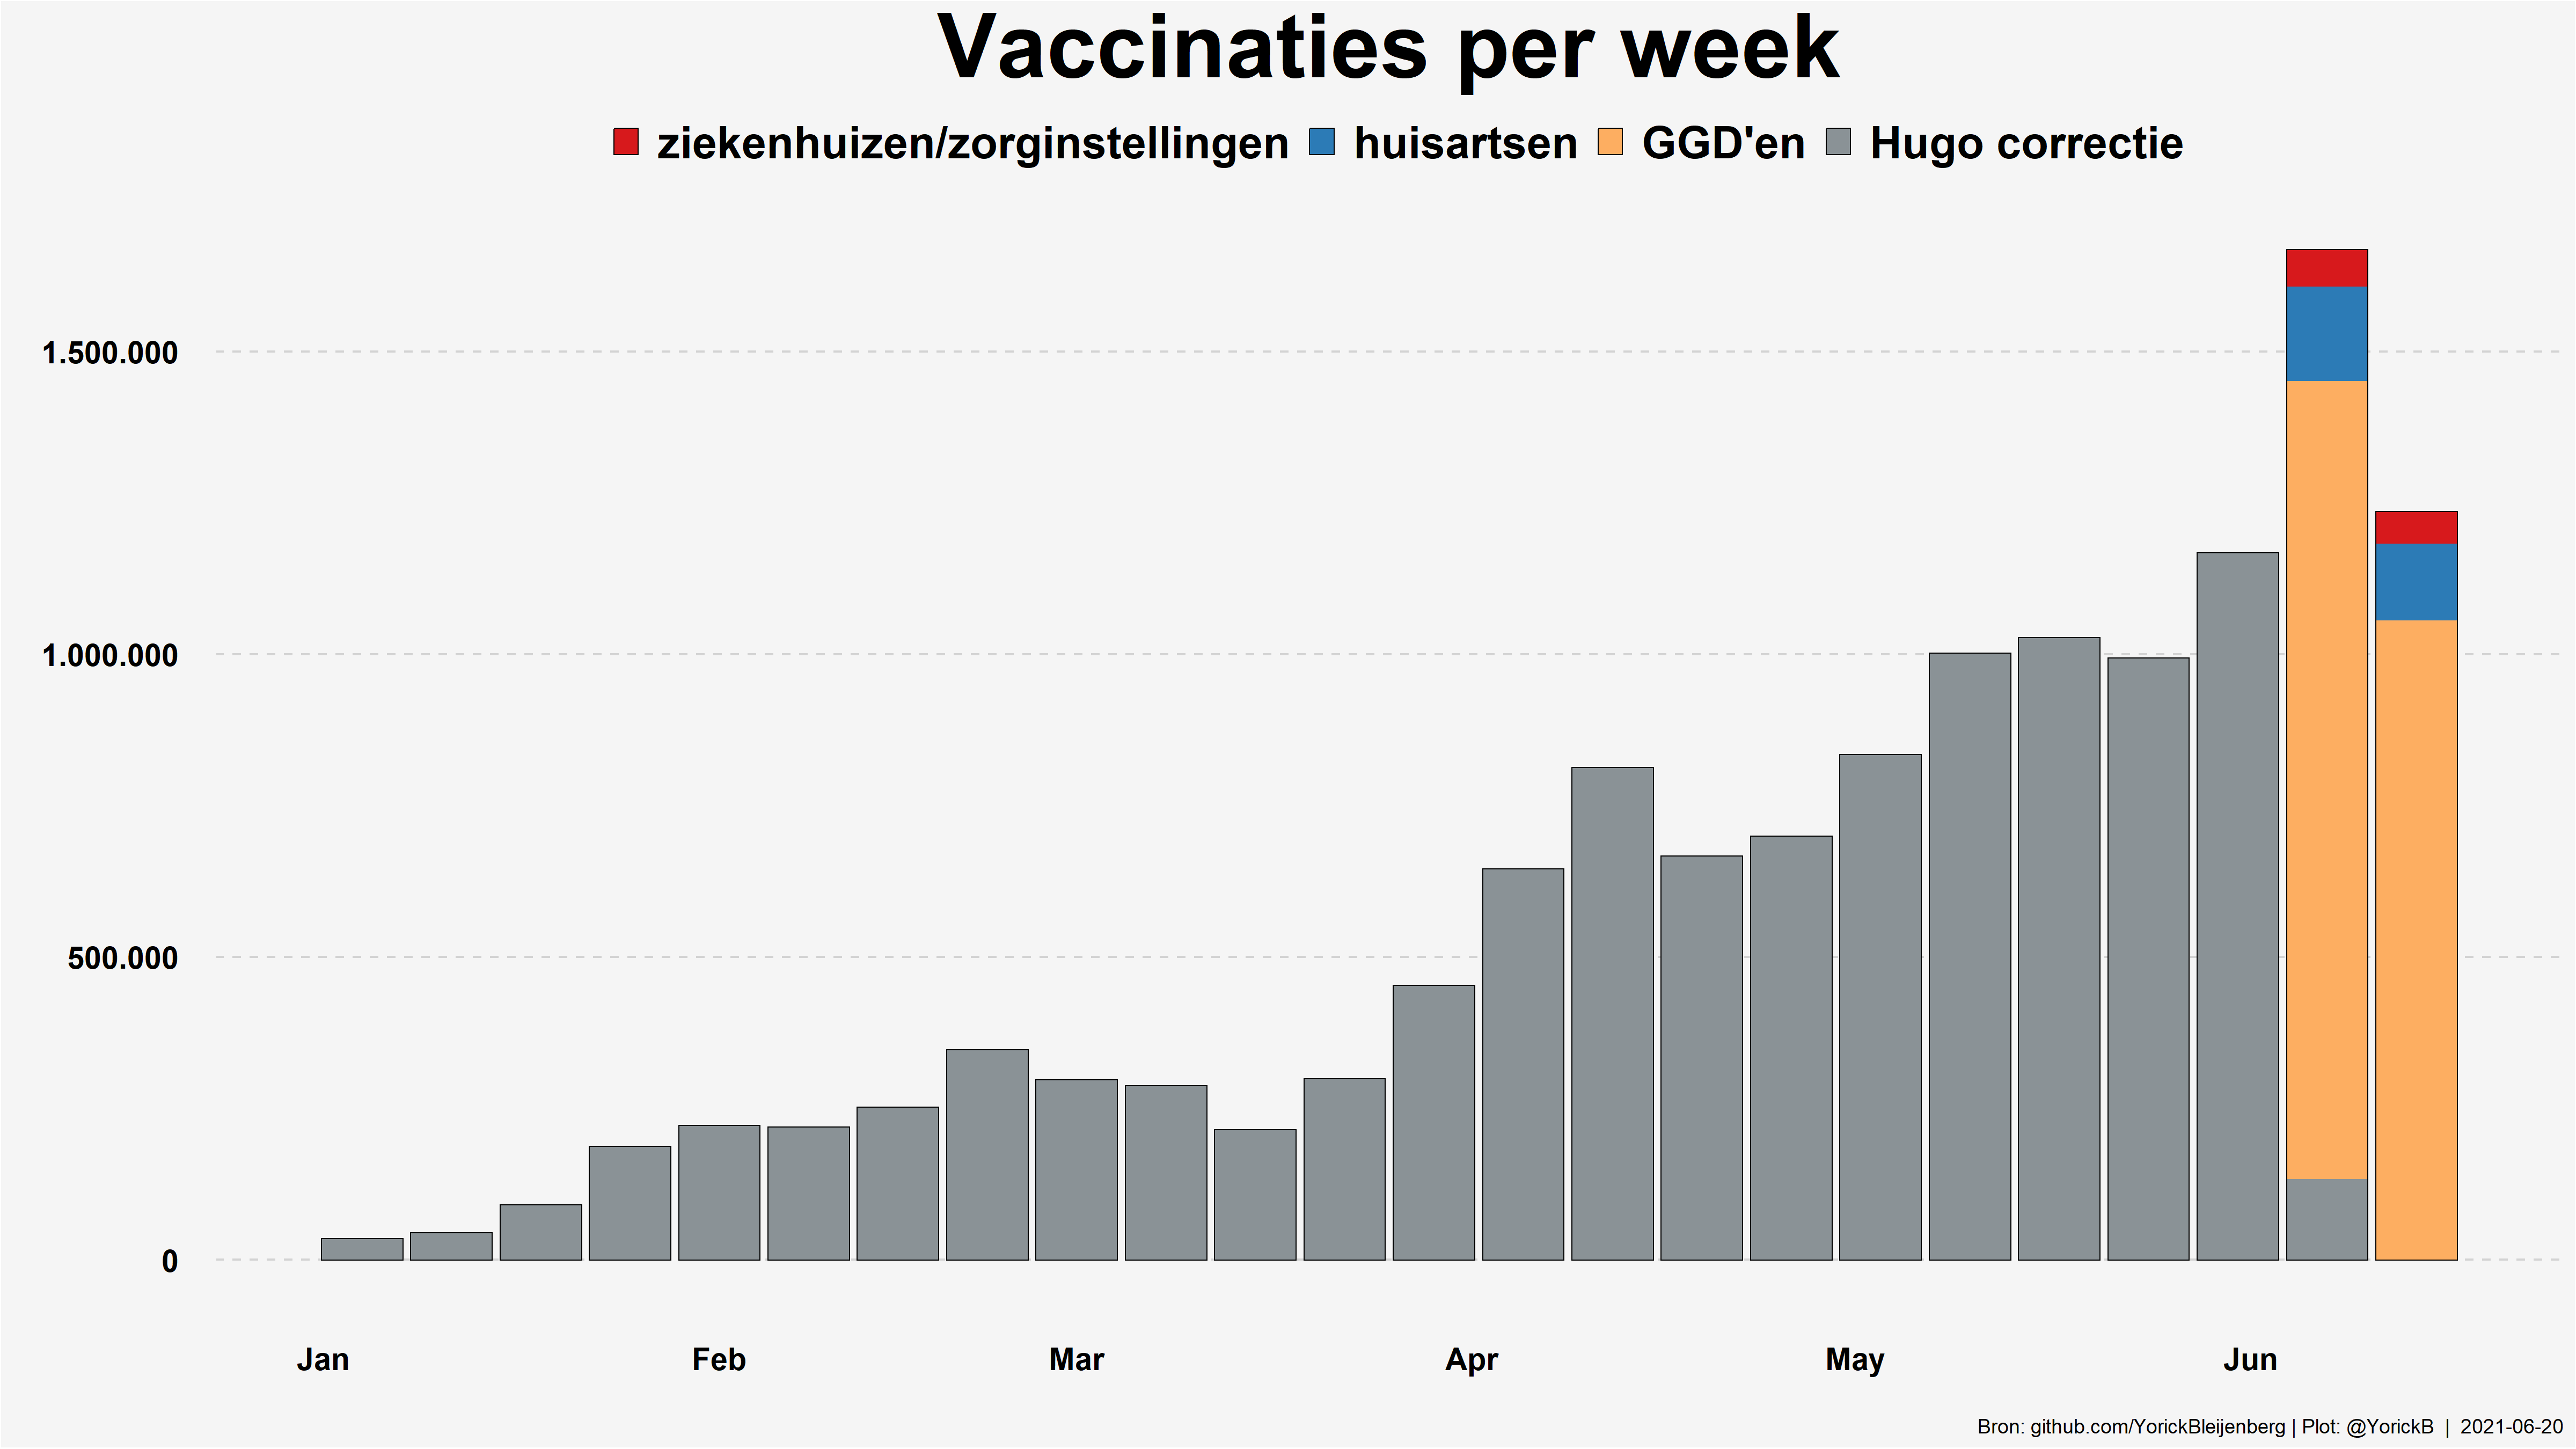 Vaccinaties per week
ziekenhuizen/zorginstellingen huisartsen GGD'en Hugo correctie
1.500.000
1.000.000
500.000
0
Jan Feb Mar Apr May Jun
Bron: github.com/YorickBleijenberg | Plot: @YorickB | 2021-06-20